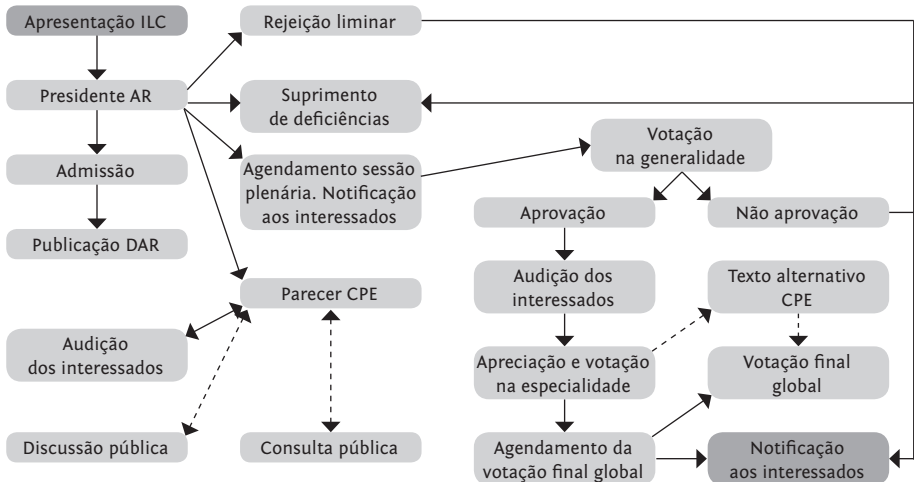 Apresentação ILC
Rejeição liminar
Presidente AR
Suprimento
de deficiências
Votação
na generalidade
Admissão
Agendamento sessão
plenária. Notificação
aos interessados
Aprovação
Não aprovação
Publicação DAR
Audição dos
interessados
Texto alternativo
CPE
Parecer CPE
Audição
dos interessados
Apreciação e votação
na especialidade
Votação final
global
Discussão pública
Consulta pública
Agendamento da
votação final global
Notificação
aos interessados